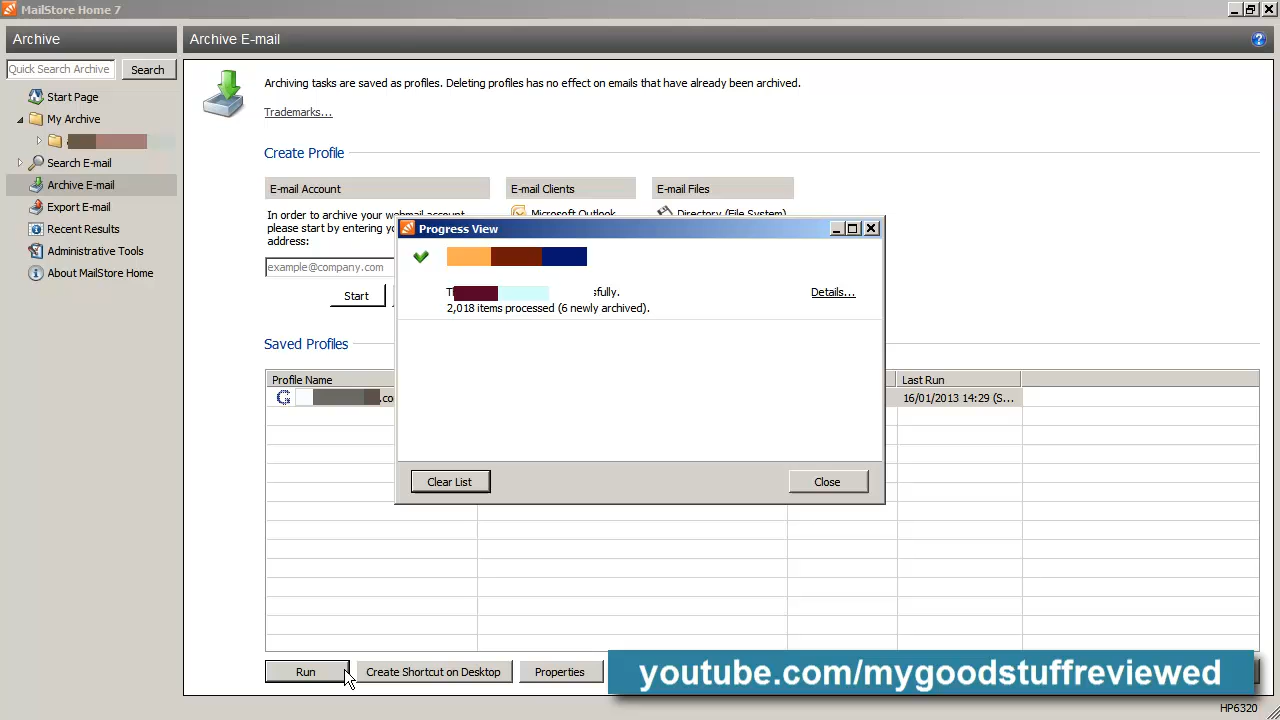 MailStore Home 7
Archive
Archive E-mail
Quick Search Archive
Search
Start Page
My Archive
Search E-mail
Archive E-mail
Export E-mail
Recent Results
Administrative Tools
About MailStore Home
Archiving tasks are saved as profiles. Deleting profiles has no effect on emails that have already been archived.
Trademarks...
Create Profile
E-mail Account
E-mail Clients
E-mail Files
In order to archive your webmail account,
please start by entering
address:
example@company.com
Start
Microsoft Outlook
Directory (File System)
Progress View
sfully.
Details...
2,018 items processed (6 newly archived).
Clear List
Close
Saved Profiles
Profile Name
Last Run
.co
16/01/2013 14:29 (S...
Run
Create Shortcut on Desktop
Properties
youtube.com/mygoodstuffreviewed
HP6320